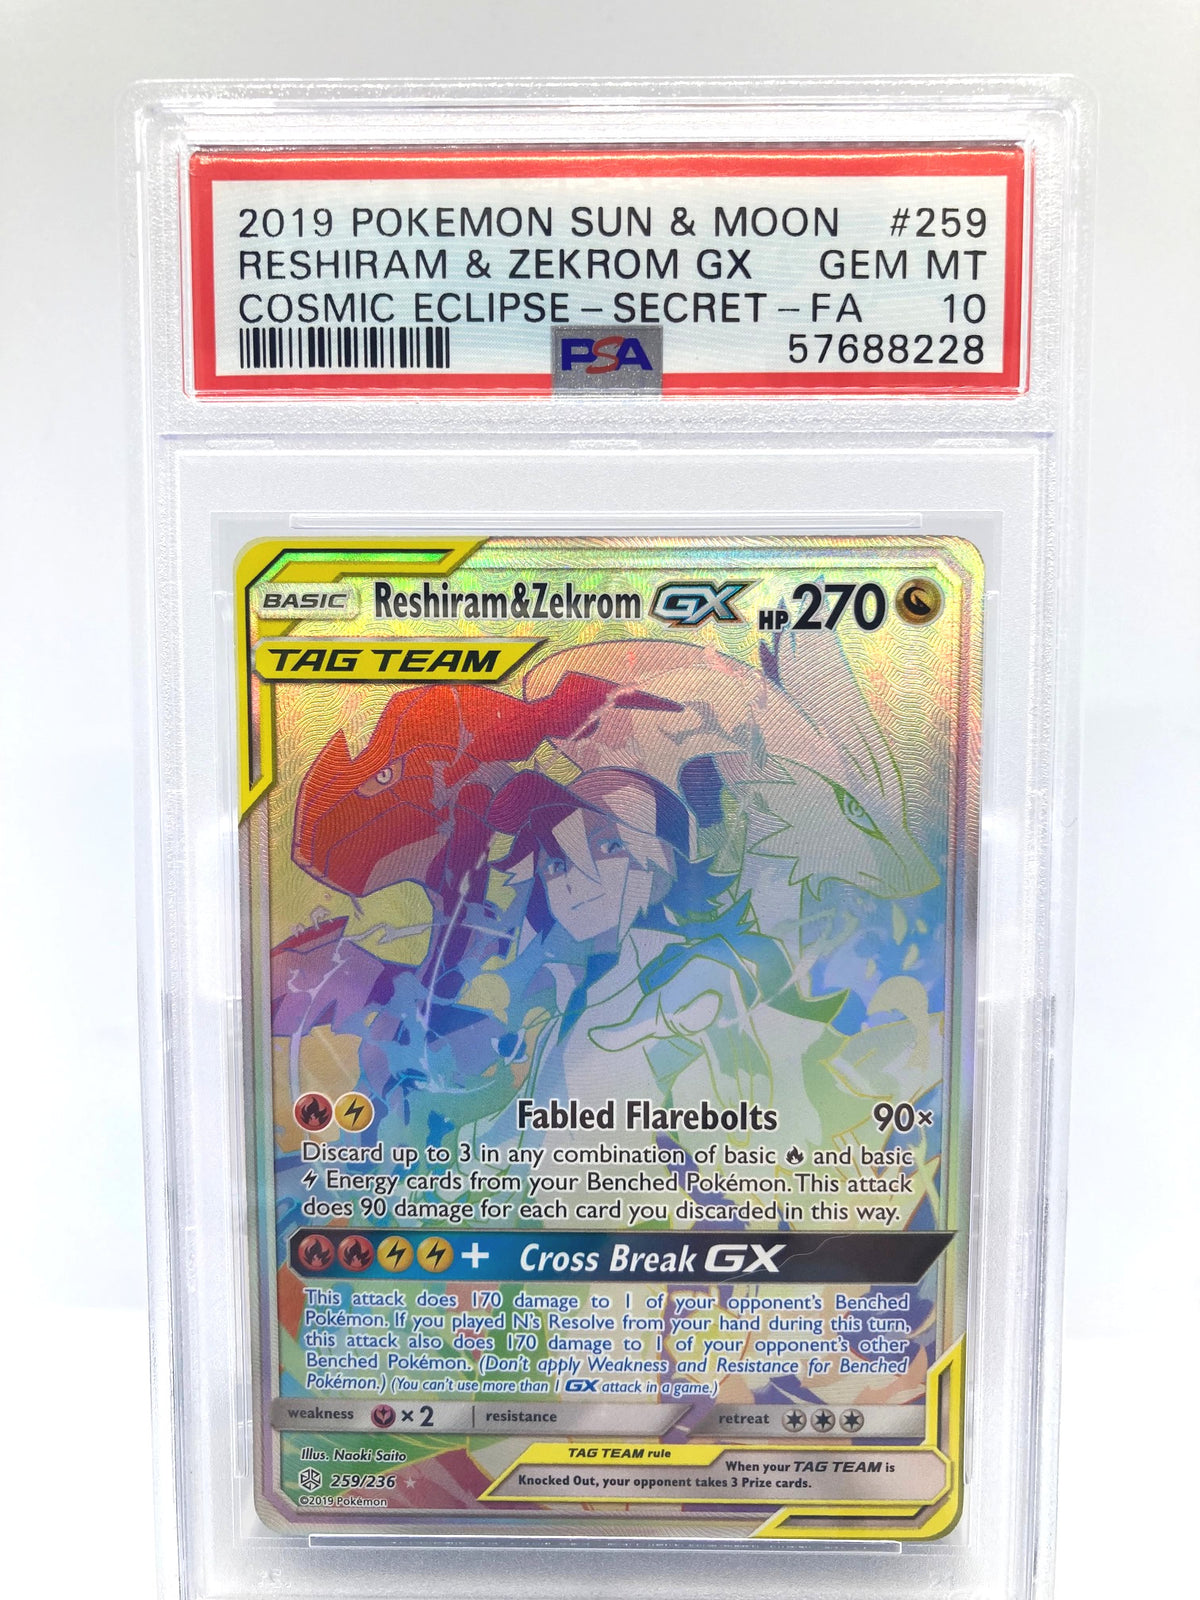 2019 POKEMON SUN & MOON #259
RESHIRAM & ZEKROM GX GEM MT
COSMIC ECLIPSE-SECRET-FA 10
57688228
PSA
BASIC Reshiram&Zekrom GX HP 270
TAG TEAM
Fabled Flarebolts 90×
Discard up to 3 in any combination of basic and basic
Energy cards from your Benched Pokémon. This attack
does 90 damage for each card you discarded in this way.
+ Cross Break GX
This attack does 170 damage to 1 of your opponent's Benched
Pokémon. If you played N's Resolve from your hand during this turn,
this attack also does 170 damage to 1 of your opponent's other
Benched Pokémon. (Don't apply Weakness and Resistance for Benched
Pokémon.) (You can't use more than 1 GX attack in a game.)
weakness ×2 resistance retreat
Illus. Naoki Saito
259/236
©2019 Pokémon
TAG TEAM rule
When your TAG TEAM is
Knocked Out, your opponent takes 3 Prize cards.